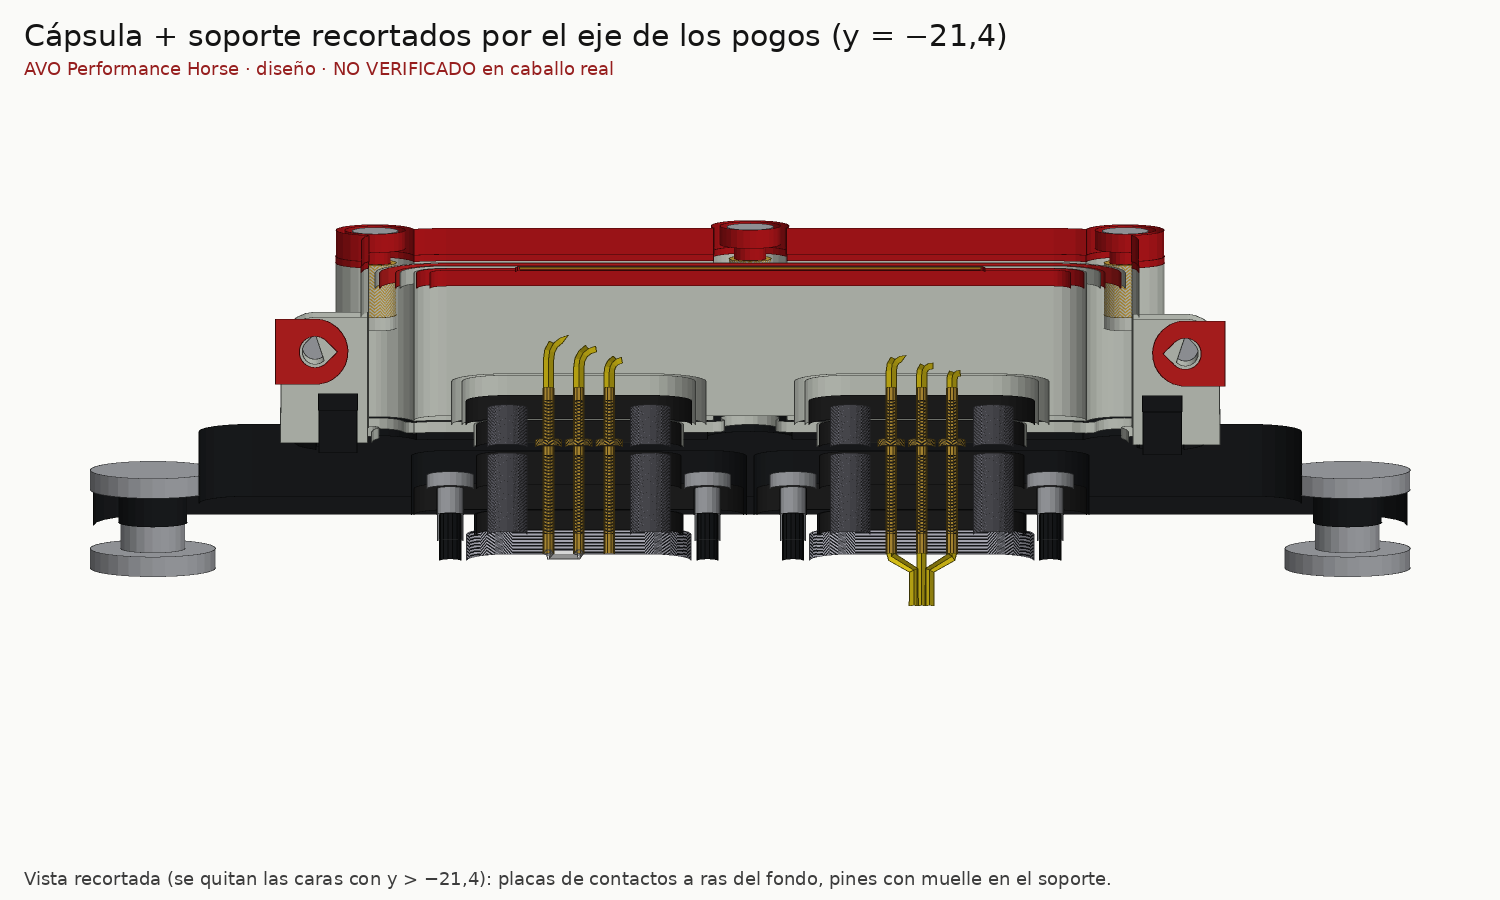 Cápsula + soporte recortados por el eje de los pogos (y = −21,4)
AVO Performance Horse · diseño · NO VERIFICADO en caballo real
Vista recortada (se quitan las caras con y > −21,4): placas de contactos a ras del fondo, pines con muelle en el soporte.